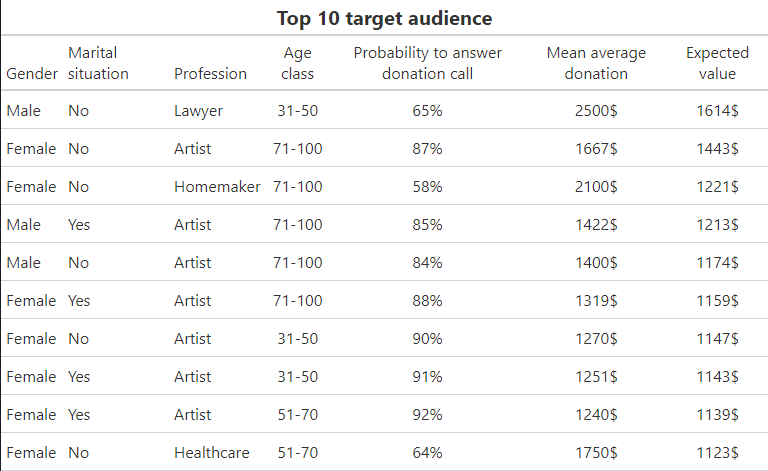 Top 10 target audience
Gender Marital situation Profession Age class Probability to answer donation call Mean average donation Expected value
Male No Lawyer 31-50 65% 2500$ 1614$
Female No Artist 71-100 87% 1667$ 1443$
Female No Homemaker 71-100 58% 2100$ 1221$
Male Yes Artist 71-100 85% 1422$ 1213$
Male No Artist 71-100 84% 1400$ 1174$
Female Yes Artist 71-100 88% 1319$ 1159$
Female No Artist 31-50 90% 1270$ 1147$
Female Yes Artist 31-50 91% 1251$ 1143$
Female Yes Artist 51-70 92% 1240$ 1139$
Female No Healthcare 51-70 64% 1750$ 1123$